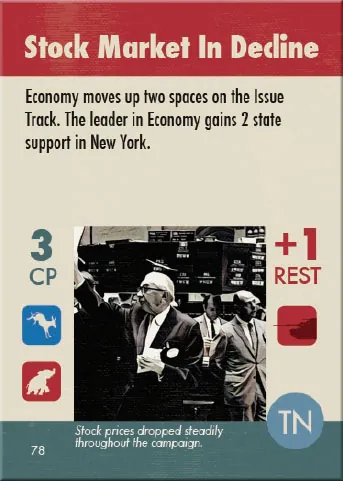 Stock Market In Decline
Economy moves up two spaces on the Issue
Track. The leader in Economy gains 2 state
support in New York.
3
CP
+1
REST
Stock prices dropped steadily
throughout the campaign.
TN
78